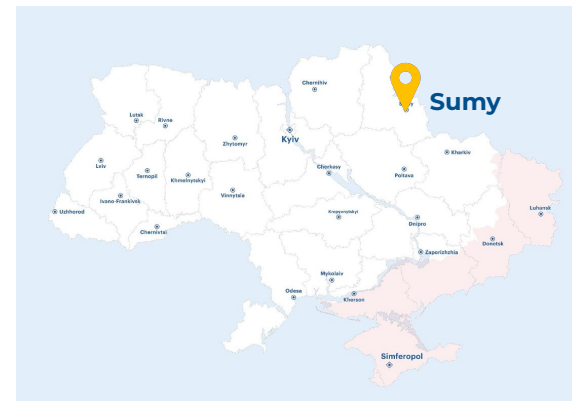 Chernihiv
Sumy
Lutsk
Rivne
Kyiv
Zhytomyr
Kharkiv
Lviv
Ternopil
Khmelnytskyi
Cherkasy
Poltava
Vinnytsia
Ivano-Frankivsk
Uzhhorod
Chernivtsi
Kropyvnytskyi
Luhansk
Dnipro
Donetsk
Zaporizhzhia
Mykolaiv
Odesa
Kherson
Simferopol